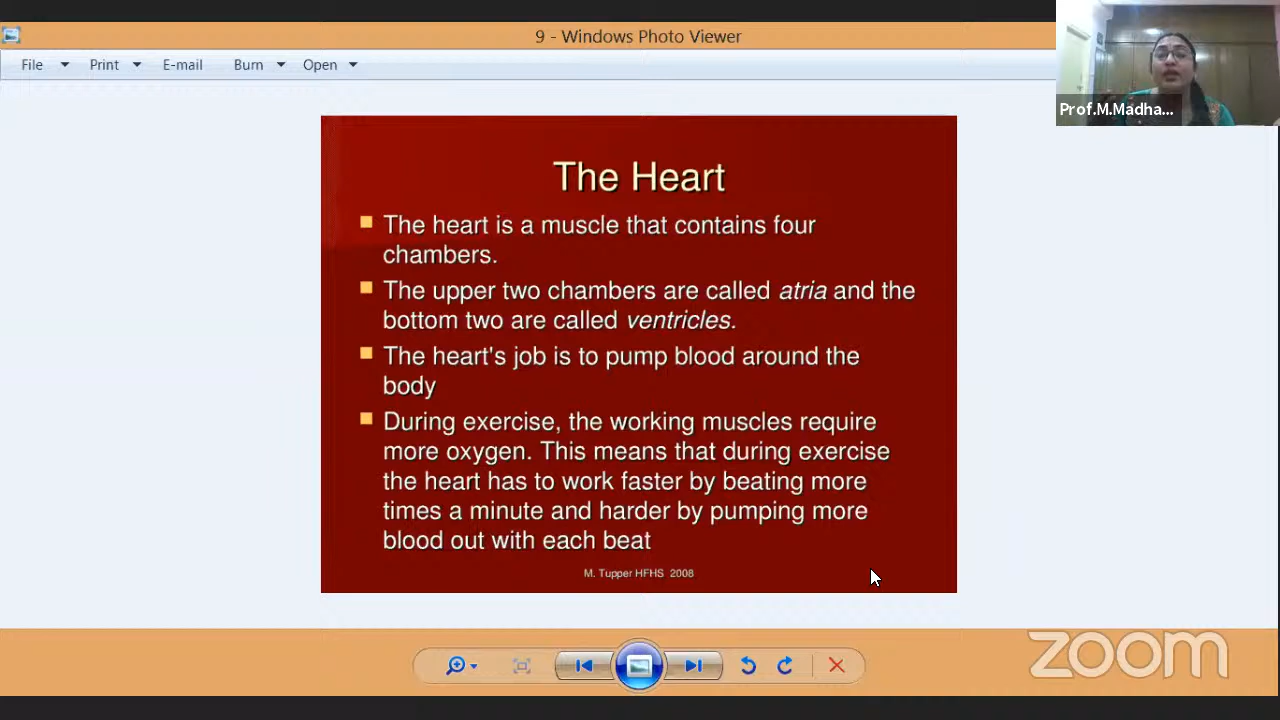 9 - Windows Photo Viewer
File Print E-mail Burn Open
Prof.M.Madha...
The Heart
The heart is a muscle that contains four
chambers.
The upper two chambers are called atria and the
bottom two are called ventricles.
The heart's job is to pump blood around the
body
During exercise, the working muscles require
more oxygen. This means that during exercise
the heart has to work faster by beating more
times a minute and harder by pumping more
blood out with each beat
M. Tupper HFHS 2008
zoom